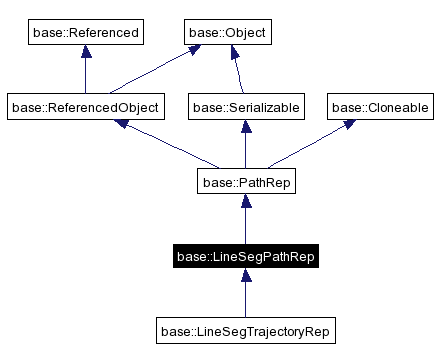 base::Referenced
base::Object
base::ReferencedObject
base::Serializable
base::Cloneable
base::PathRep
base::LineSegPathRep
base::LineSegTrajectoryRep